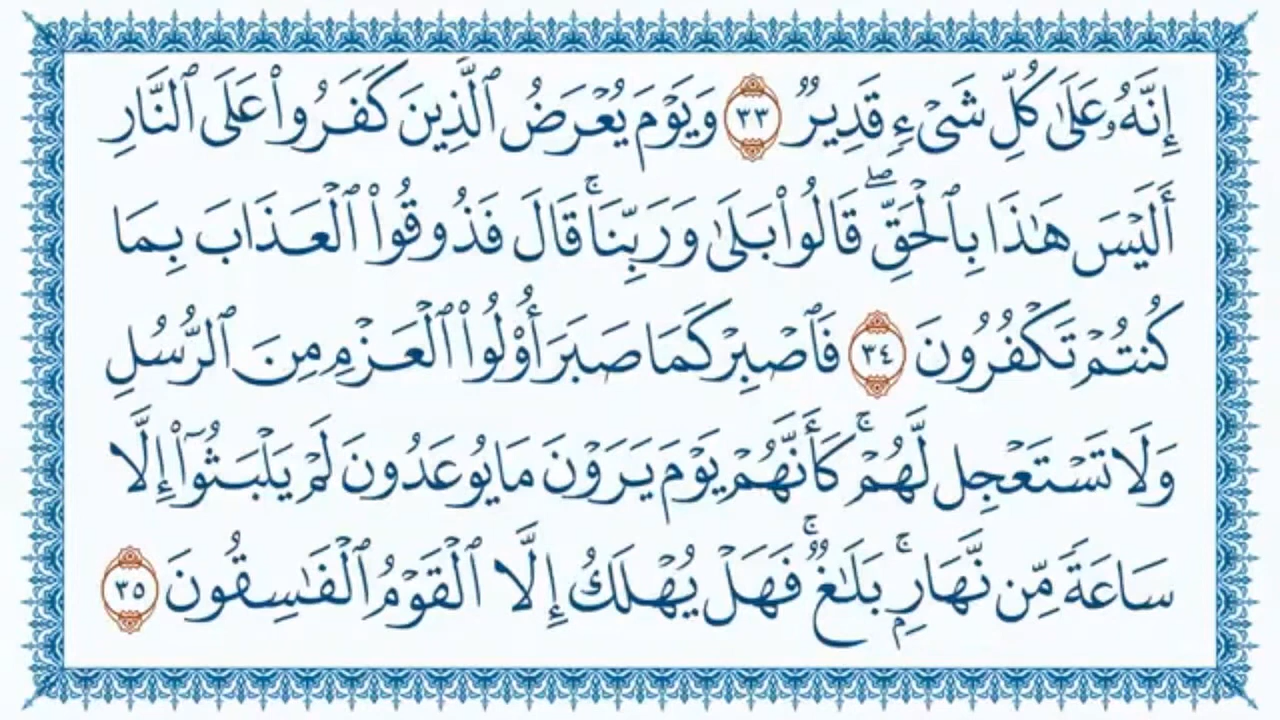 إِنَّهُۥ عَلَىٰ كُلِّ شَىْءٍ قَدِيرٌ ٣٣ وَيَوْمَ يُعْرَضُ ٱلَّذِينَ كَفَرُوا۟ عَلَى ٱلنَّارِ
أَلَيْسَ هَٰذَا بِٱلْحَقِّ ۖ قَالُوا۟ بَلَىٰ وَرَبِّنَا ۚ قَالَ فَذُوقُوا۟ ٱلْعَذَابَ بِمَا
كُنتُمْ تَكْفُرُونَ ٣٤ فَٱصْبِرْ كَمَا صَبَرَ أُو۟لُوا۟ ٱلْعَزْمِ مِنَ ٱلرُّسُلِ
وَلَا تَسْتَعْجِل لَّهُمْ ۚ كَأَنَّهُمْ يَوْمَ يَرَوْنَ مَا يُوعَدُونَ لَمْ يَلْبَثُوٓا۟ إِلَّا
سَاعَةً مِّن نَّهَارٍۭ ۚ بَلَٰغٌ ۚ فَهَلْ يُهْلَكُ إِلَّا ٱلْقَوْمُ ٱلْفَٰسِقُونَ ٣٥